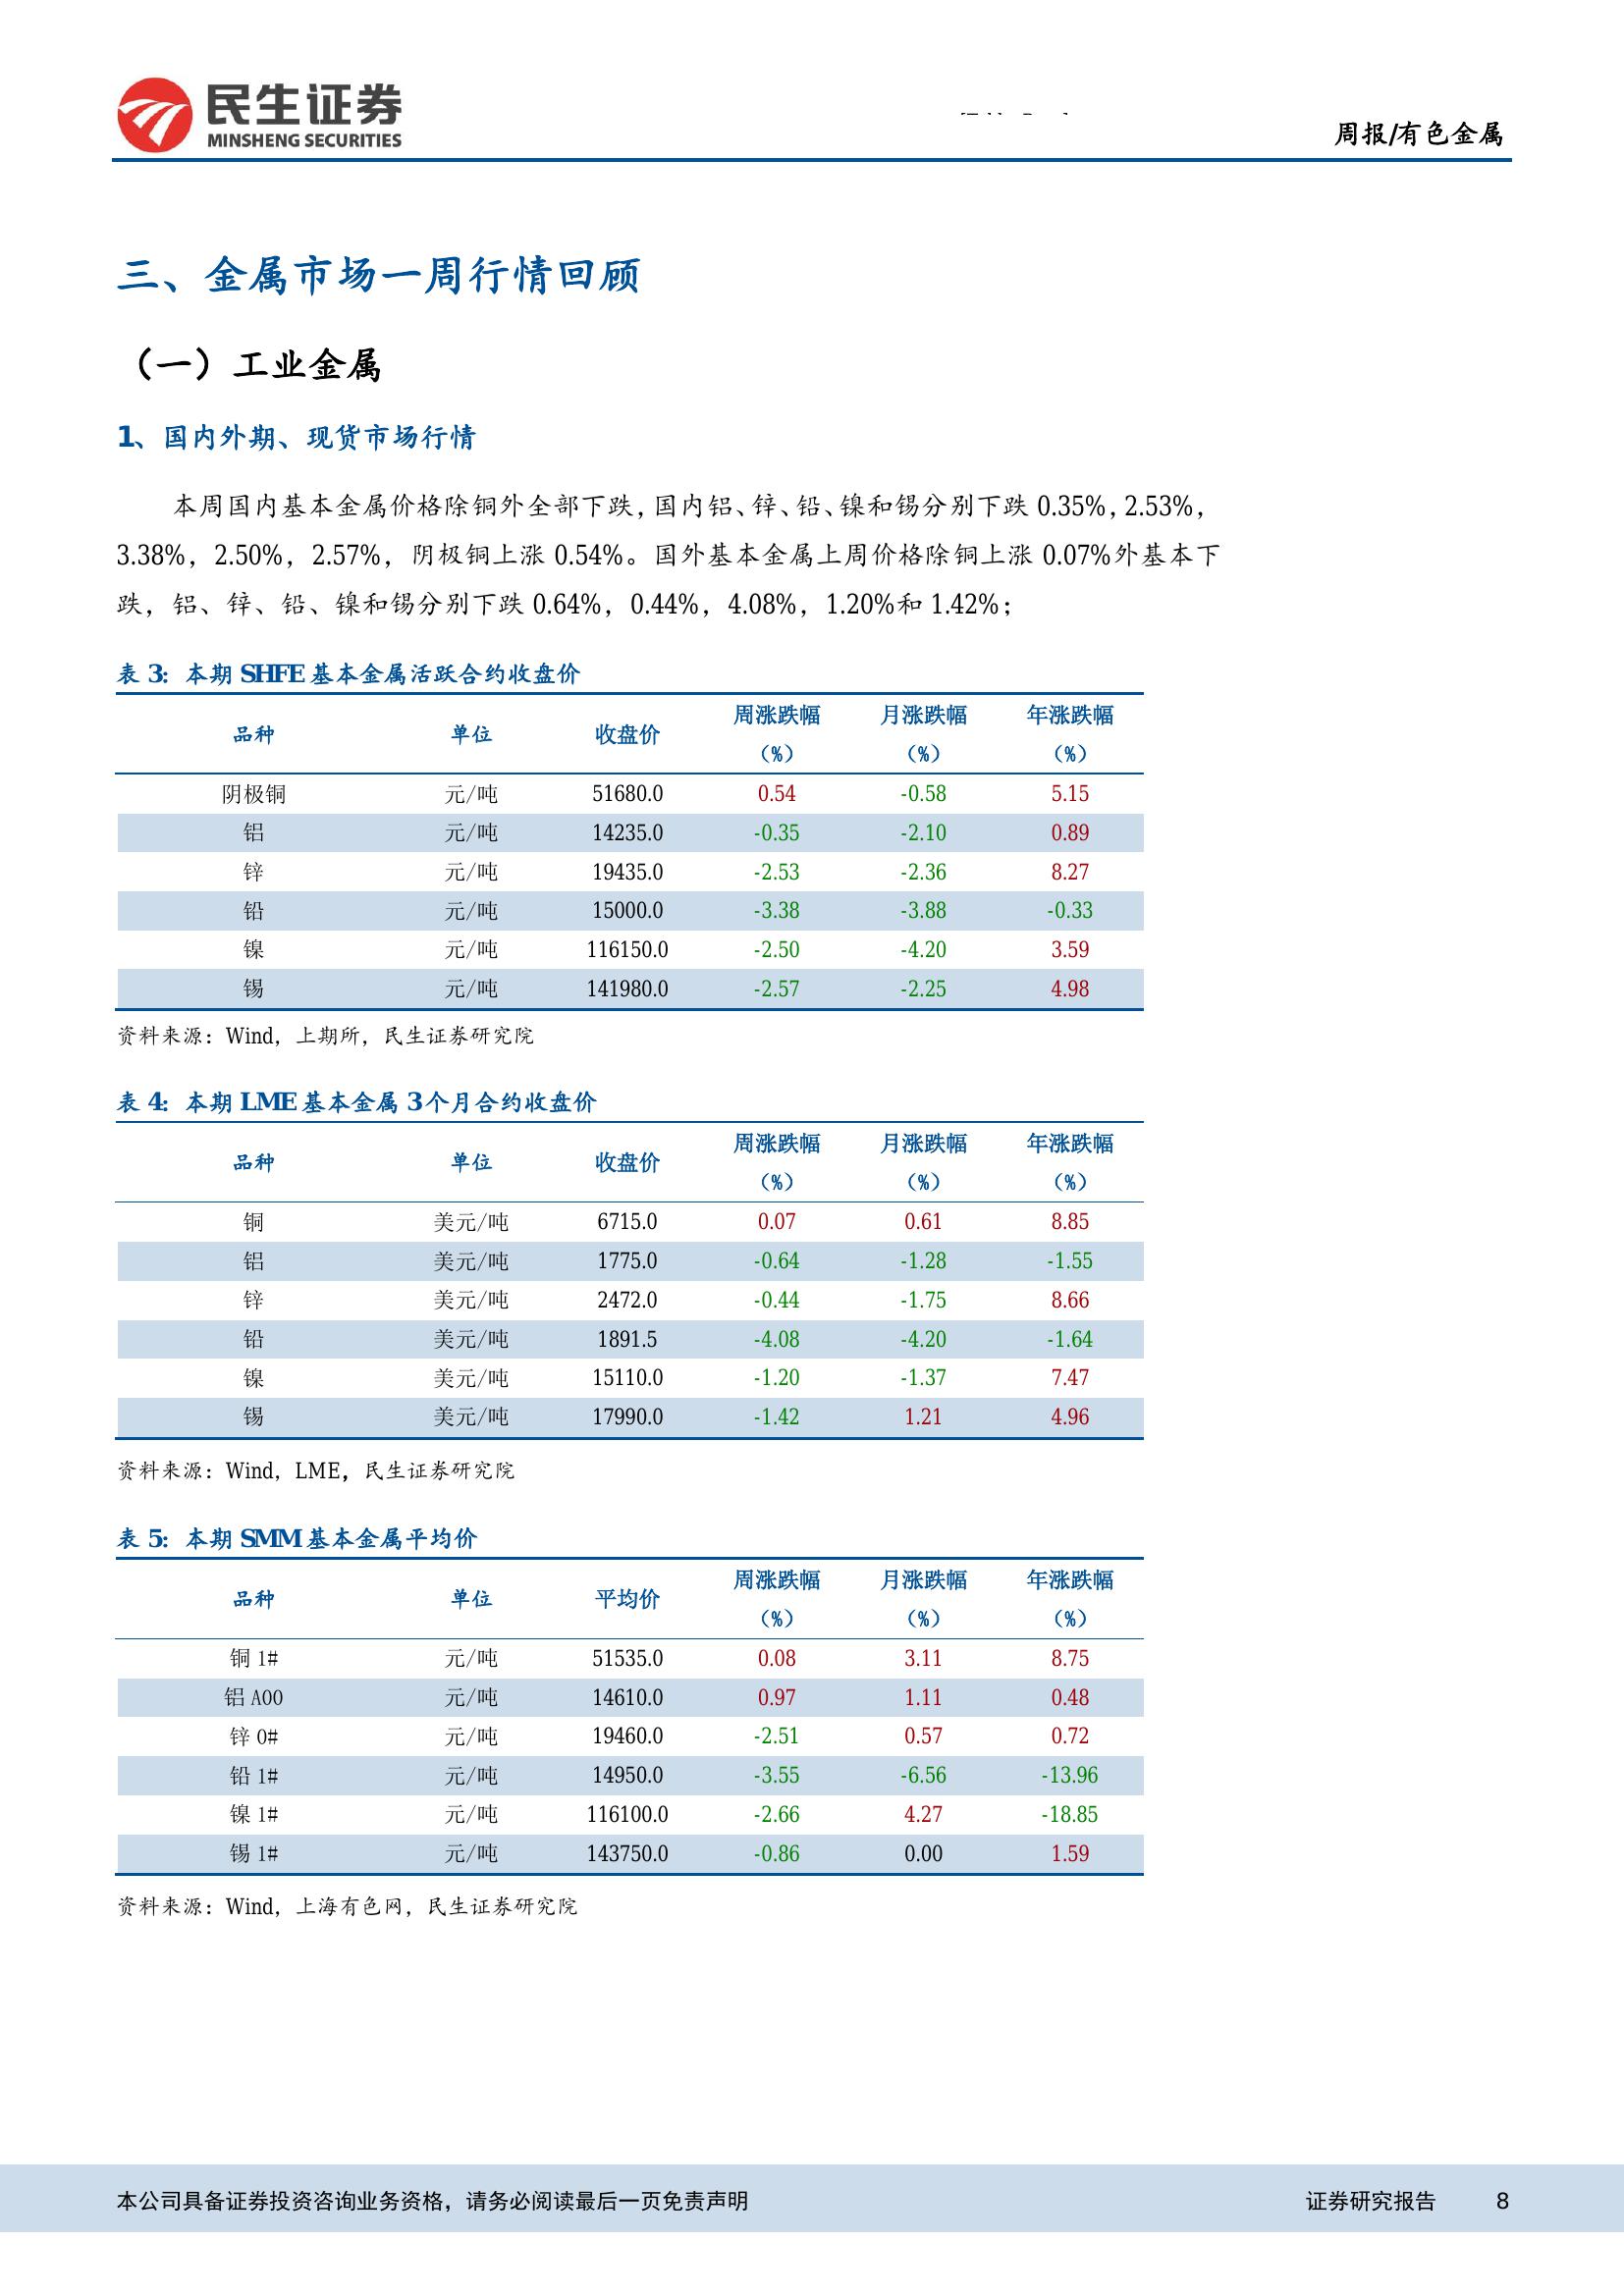 民生证券
MINSHENG SECURITIES
周报/有色金属
三、金属市场一周行情回顾
（一）工业金属
1、国内外期、现货市场行情
本周国内基本金属价格除铜外全部下跌，国内铝、锌、铅、镍和锡分别下跌 0.35%，2.53%，
3.38%，2.50%，2.57%，阴极铜上涨 0.54%。国外基本金属上周价格除铜上涨 0.07%外基本下
跌，铝、锌、铅、镍和锡分别下跌 0.64%，0.44%，4.08%，1.20%和 1.42%；
表 3：本期 SHFE 基本金属活跃合约收盘价
品种 单位 收盘价 周涨跌幅（%） 月涨跌幅（%） 年涨跌幅（%）
阴极铜 元/吨 51680.0 0.54 -0.58 5.15
铝 元/吨 14235.0 -0.35 -2.10 0.89
锌 元/吨 19435.0 -2.53 -2.36 8.27
铅 元/吨 15000.0 -3.38 -3.88 -0.33
镍 元/吨 116150.0 -2.50 -4.20 3.59
锡 元/吨 141980.0 -2.57 -2.25 4.98
资料来源：Wind，上期所，民生证券研究院
表 4：本期 LME 基本金属 3 个月合约收盘价
品种 单位 收盘价 周涨跌幅（%） 月涨跌幅（%） 年涨跌幅（%）
铜 美元/吨 6715.0 0.07 0.61 8.85
铝 美元/吨 1775.0 -0.64 -1.28 -1.55
锌 美元/吨 2472.0 -0.44 -1.75 8.66
铅 美元/吨 1891.5 -4.08 -4.20 -1.64
镍 美元/吨 15110.0 -1.20 -1.37 7.47
锡 美元/吨 17990.0 -1.42 1.21 4.96
资料来源：Wind，LME，民生证券研究院
表 5：本期 SMM 基本金属平均价
品种 单位 平均价 周涨跌幅（%） 月涨跌幅（%） 年涨跌幅（%）
铜 1# 元/吨 51535.0 0.08 3.11 8.75
铝 A00 元/吨 14610.0 0.97 1.11 0.48
锌 0# 元/吨 19460.0 -2.51 0.57 0.72
铅 1# 元/吨 14950.0 -3.55 -6.56 -13.96
镍 1# 元/吨 116100.0 -2.66 4.27 -18.85
锡 1# 元/吨 143750.0 -0.86 0.00 1.59
资料来源：Wind，上海有色网，民生证券研究院
本公司具备证券投资咨询业务资格，请务必阅读最后一页免责声明 证券研究报告 8